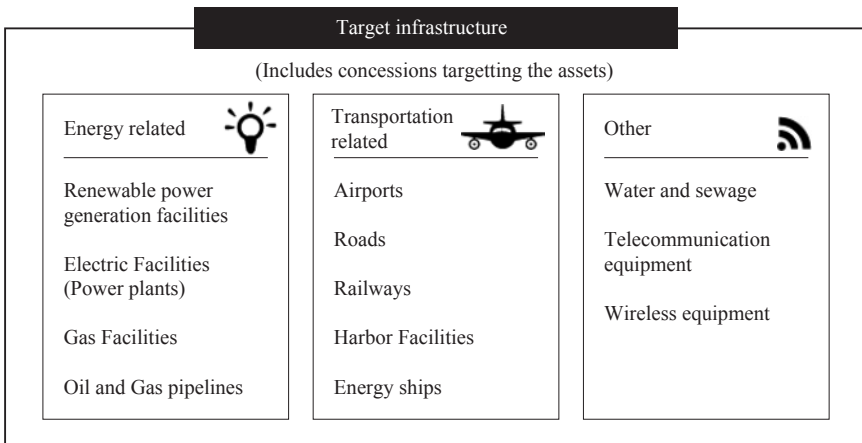 Target infrastructure
(Includes concessions targetting the assets)
Energy related
Renewable power
generation facilities
Electric Facilities
(Power plants)
Gas Facilities
Oil and Gas pipelines
Transportation
related
Airports
Roads
Railways
Harbor Facilities
Energy ships
Other
Water and sewage
Telecommunication
equipment
Wireless equipment